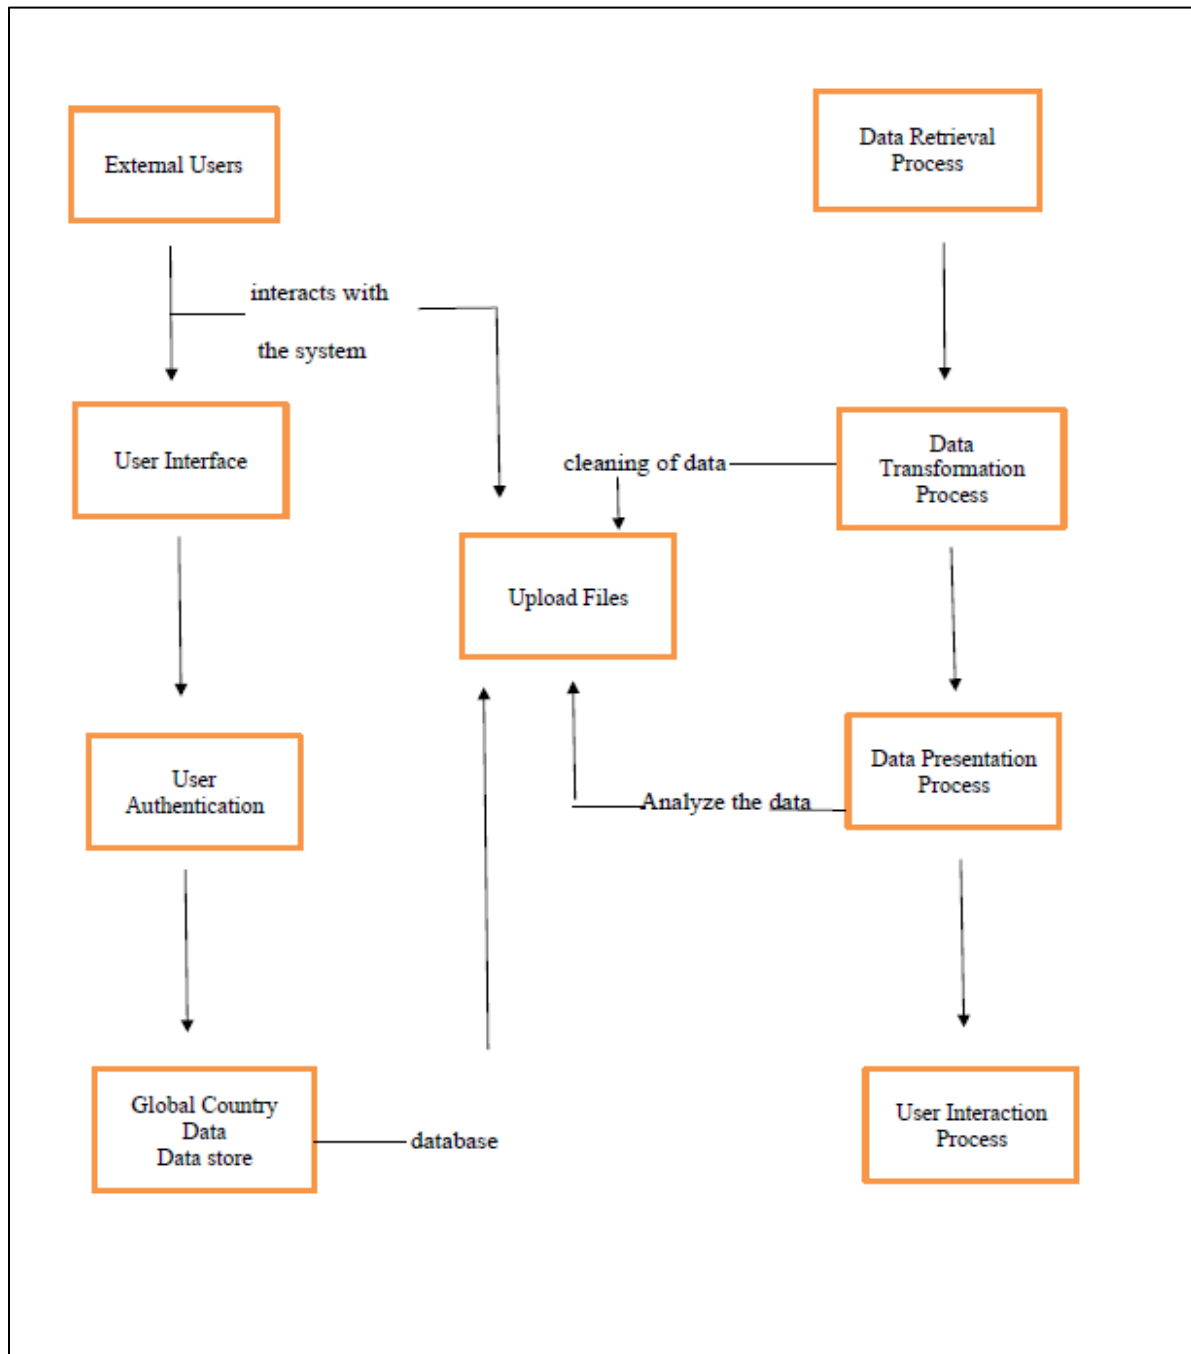 External Users
Data Retrieval
Process
interacts with
the system
User Interface
cleaning of data
Data
Transformation
Process
Upload Files
User
Authentication
Analyze the data
Data Presentation
Process
Global Country
Data
Data store
database
User Interaction
Process